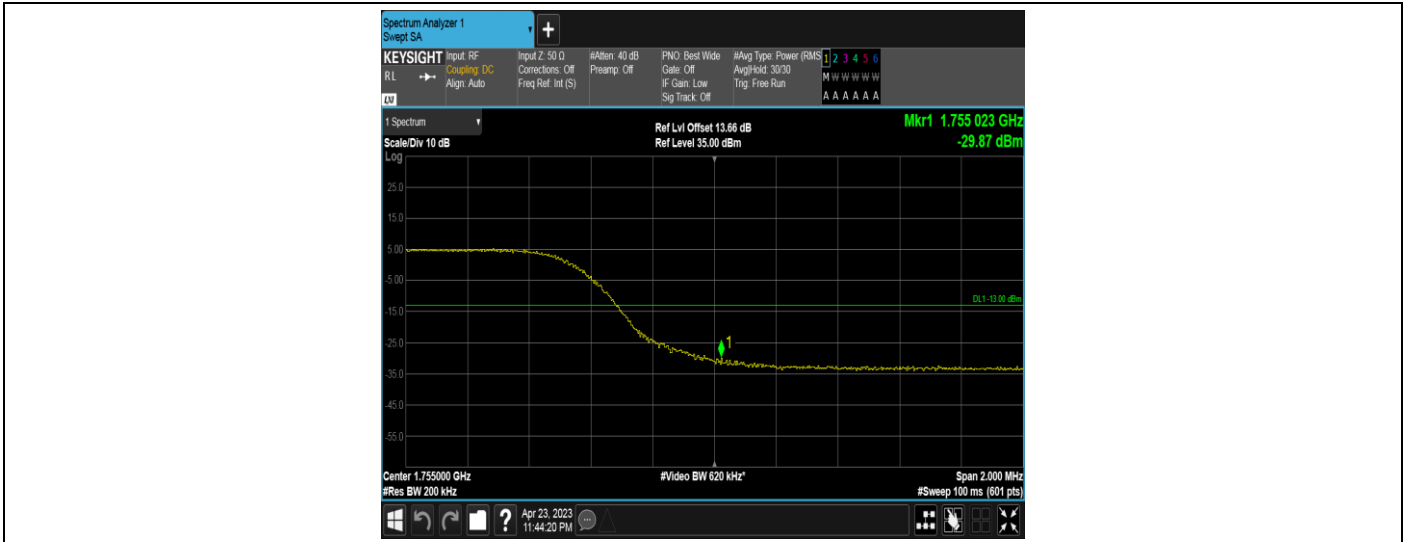 Spectrum Analyzer 1
Swept SA
+
KEYSIGHT
RL
LXI
Input: RF
Coupling: DC
Align: Auto
Input Z: 50 Ω
Corrections: Off
Freq Ref: Int (S)
#Atten: 40 dB
Preamp: Off
PNO: Best Wide
Gate: Off
IF Gain: Low
Sig Track: Off
#Avg Type: Power (RMS
Avg|Hold: 30/30
Trig: Free Run
1 2 3 4 5 6
M W W W W W
A A A A A A
1 Spectrum
Scale/Div 10 dB
Log
Ref Lvl Offset 13.66 dB
Ref Level 35.00 dBm
Mkr1 1.755 023 GHz
-29.87 dBm
25.0
15.0
5.00
-5.00
DL1 -13.00 dBm
-15.0
-25.0
1
-35.0
-45.0
-55.0
Center 1.755000 GHz
#Res BW 200 kHz
#Video BW 620 kHz*
Span 2.000 MHz
#Sweep 100 ms (601 pts)
?
Apr 23, 2023
11:44:20 PM